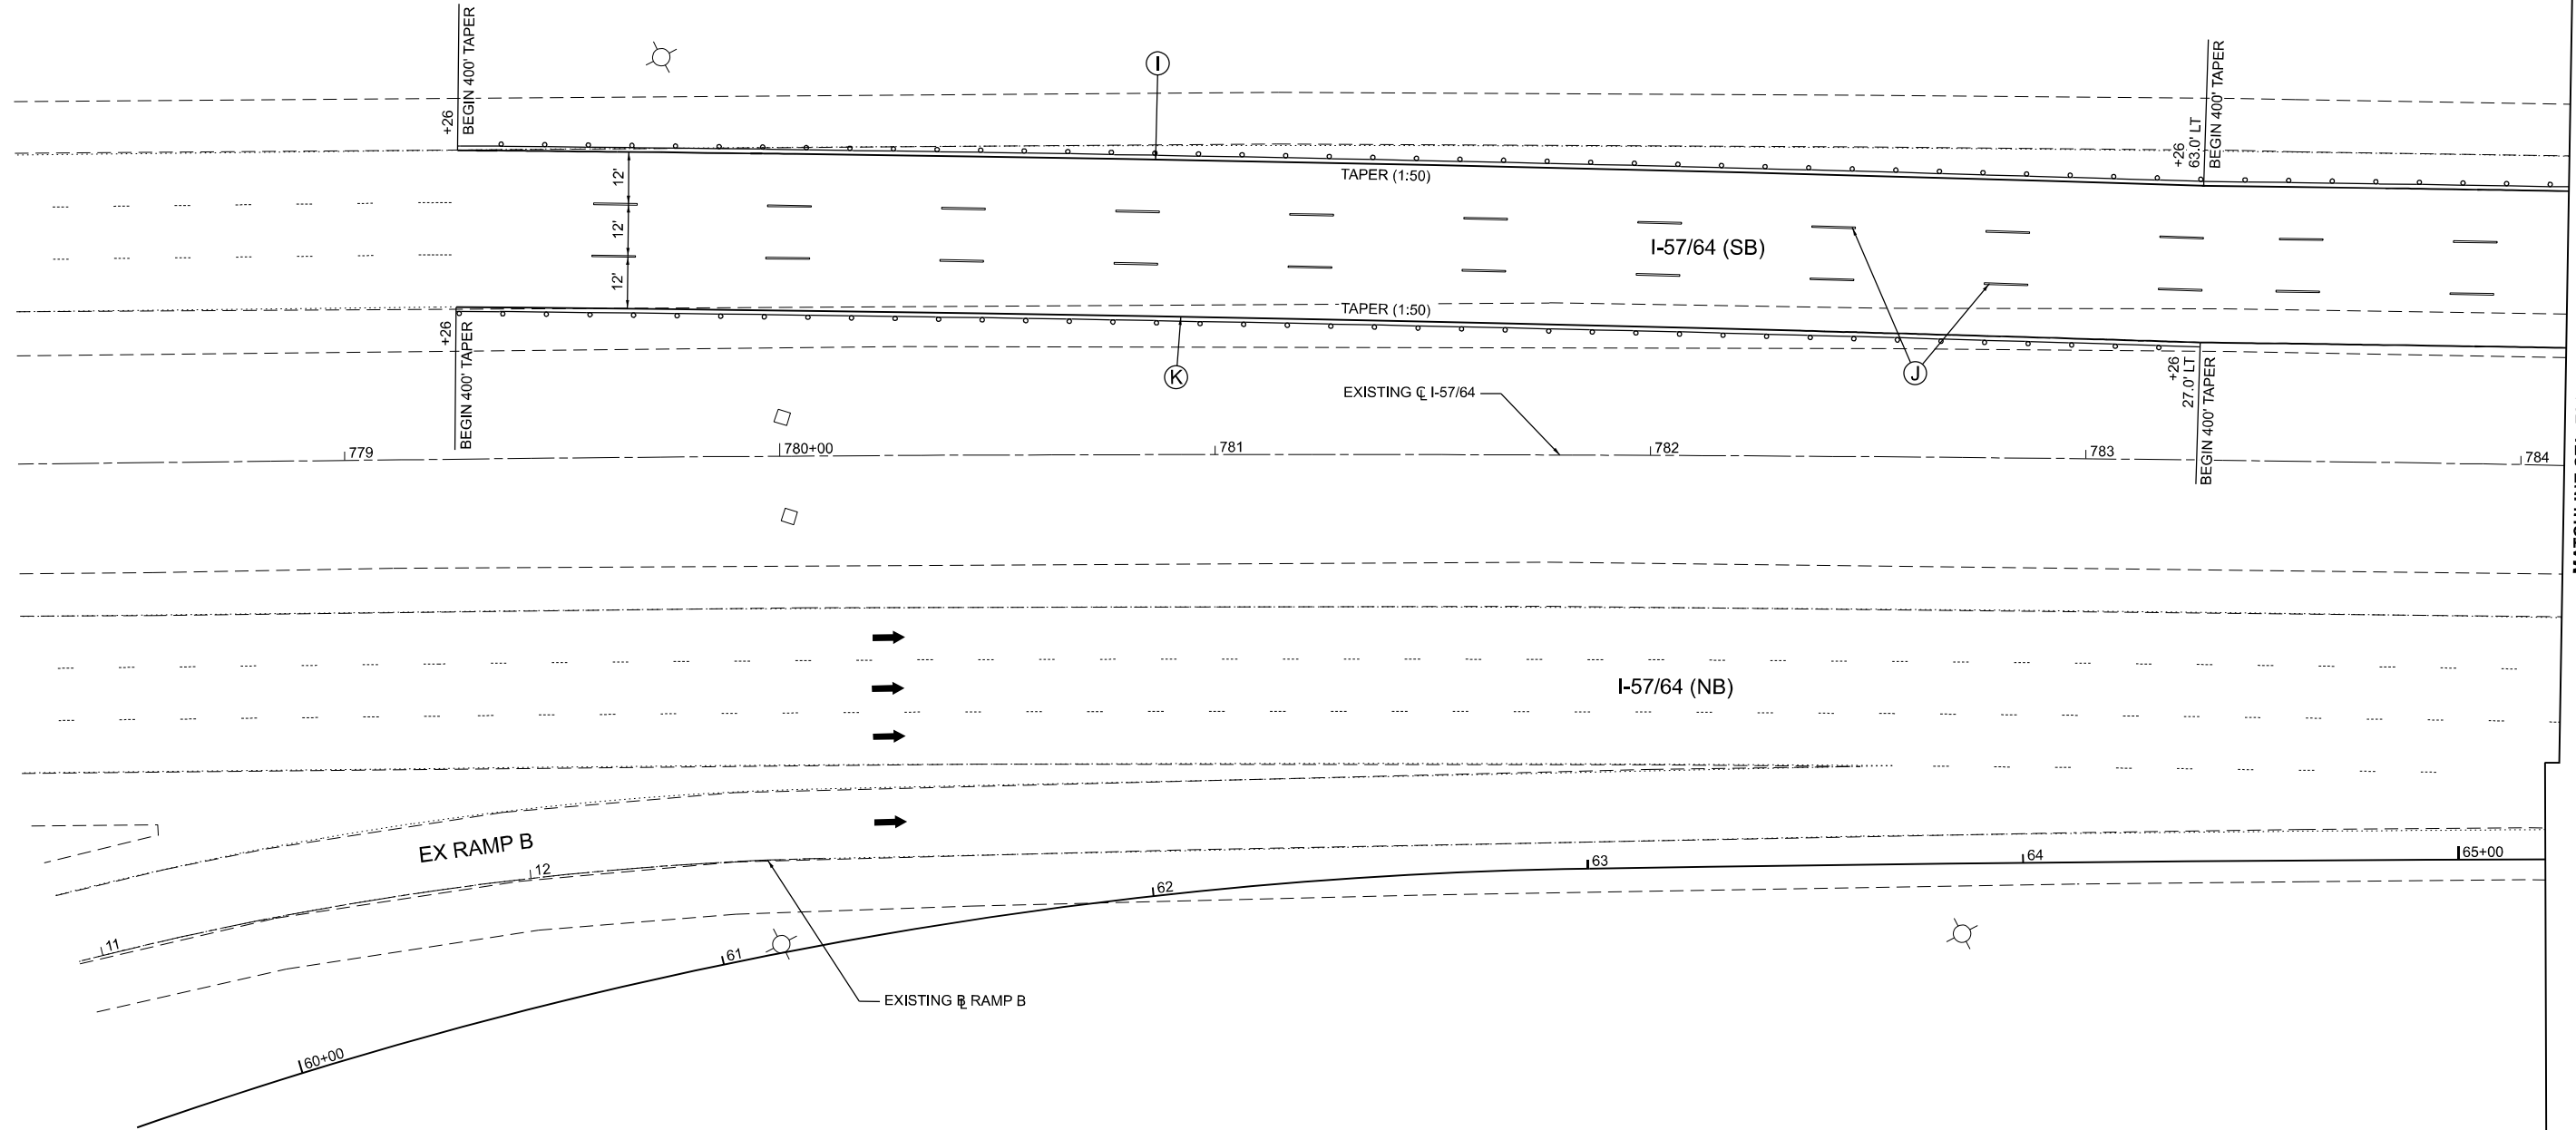 +26
BEGIN 400' TAPER
I
+26
63.0' LT
BEGIN 400' TAPER
12'
12'
12'
TAPER (1:50)
I-57/64 (SB)
TAPER (1:50)
+26
BEGIN 400' TAPER
K
J
+26
27.0' LT
BEGIN 400' TAPER
EXISTING ℄ I-57/64
779
780+00
781
782
783
784
I-57/64 (NB)
EX RAMP B
11
12
EXISTING B̲L RAMP B
60+00
61
62
63
64
65+00